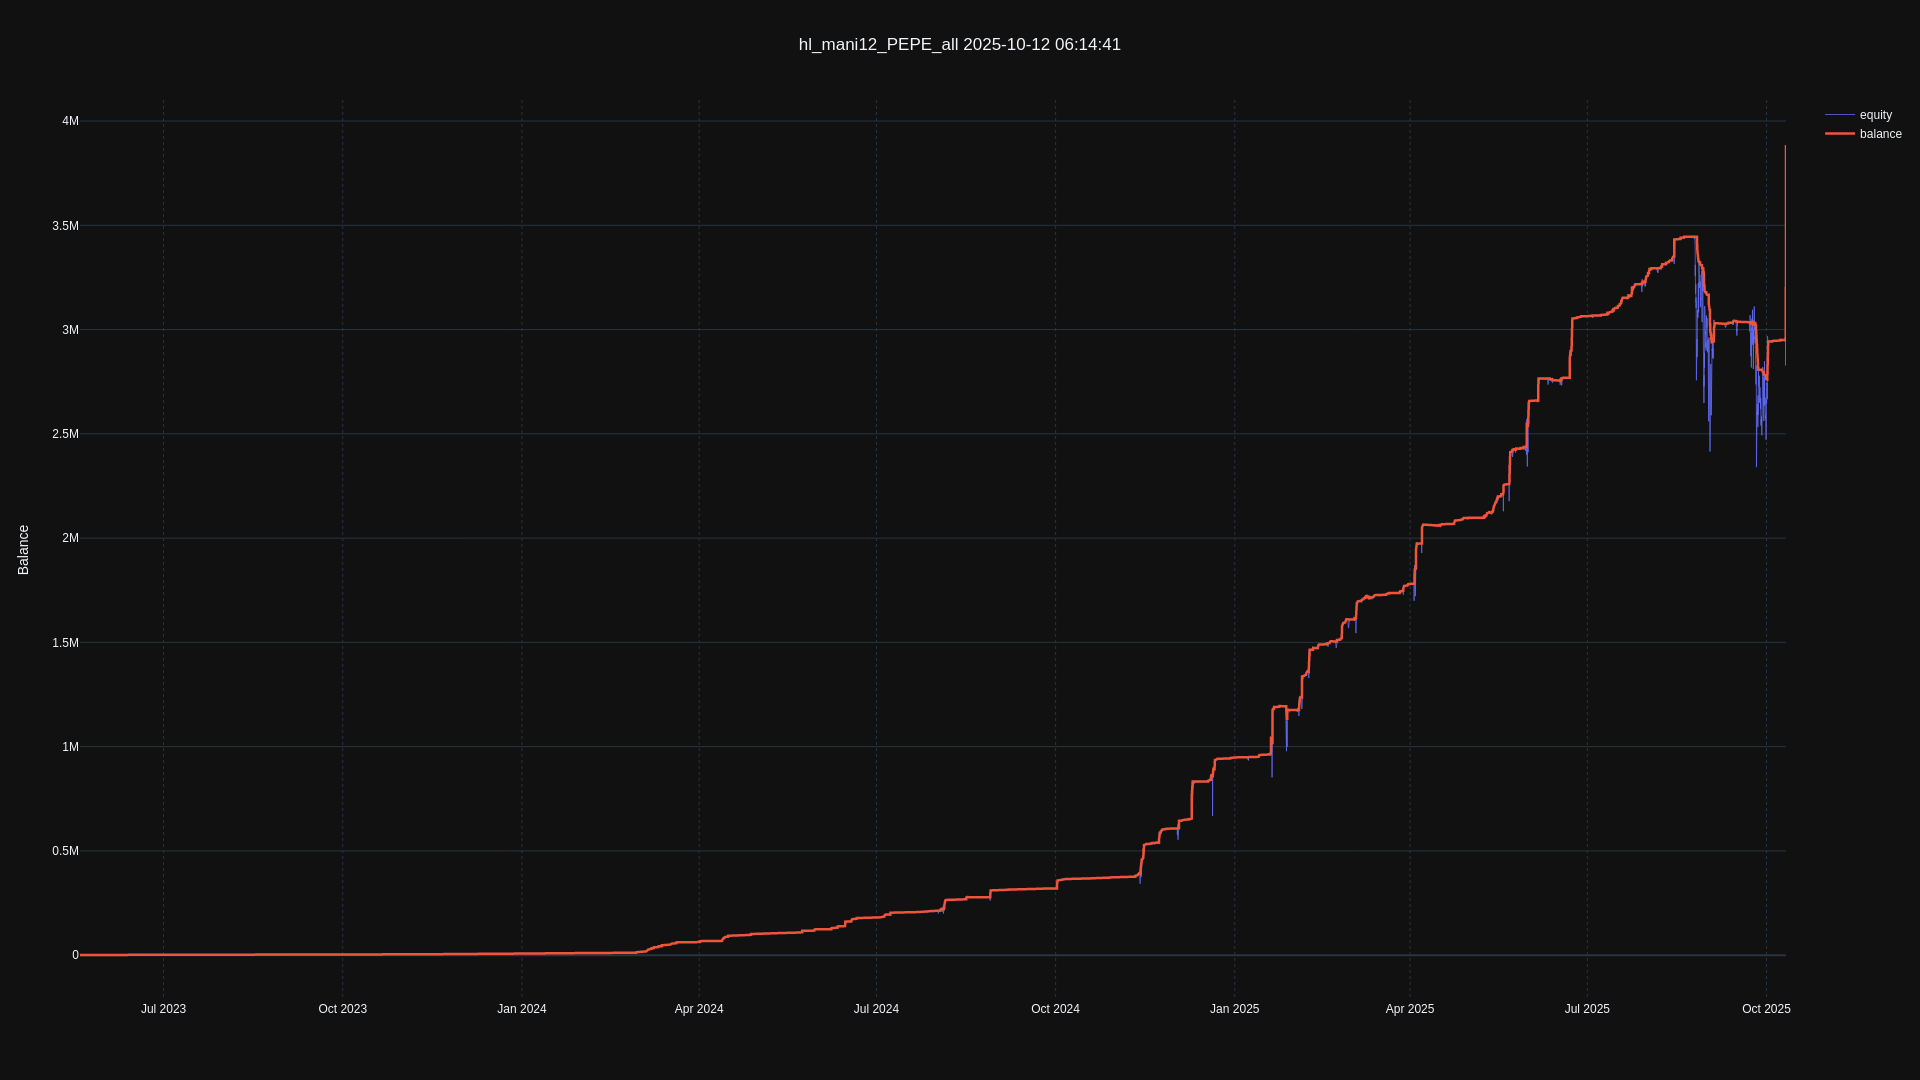 hl_mani12_PEPE_all 2025-10-12 06:14:41
equity
balance
Balance
4M
3.5M
3M
2.5M
2M
1.5M
1M
0.5M
0
Jul 2023
Oct 2023
Jan 2024
Apr 2024
Jul 2024
Oct 2024
Jan 2025
Apr 2025
Jul 2025
Oct 2025